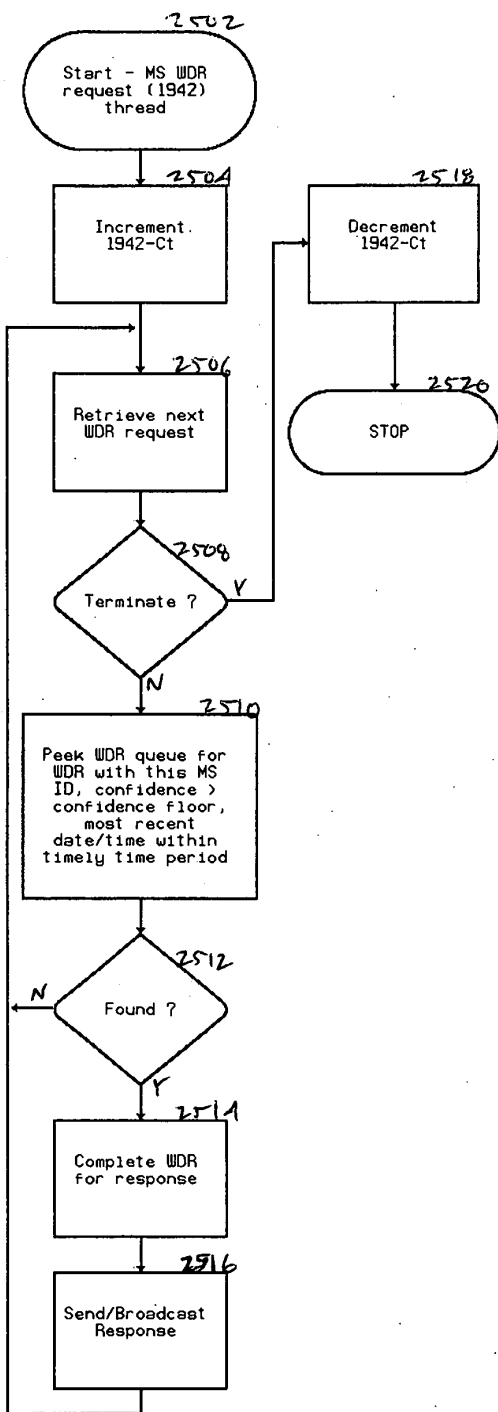 2502
Start - MS WDR
request (1942)
thread
2504
Increment
1942-Ct
2518
Decrement
1942-Ct
2506
Retrieve next
WDR request
2520
STOP
2508
Terminate ?
Y
N
2510
Peek WDR queue for
WDR with this MS
ID, confidence >
confidence floor,
most recent
date/time within
timely time period
2512
N
Found ?
Y
2514
Complete WDR
for response
2516
Send/Broadcast
Response